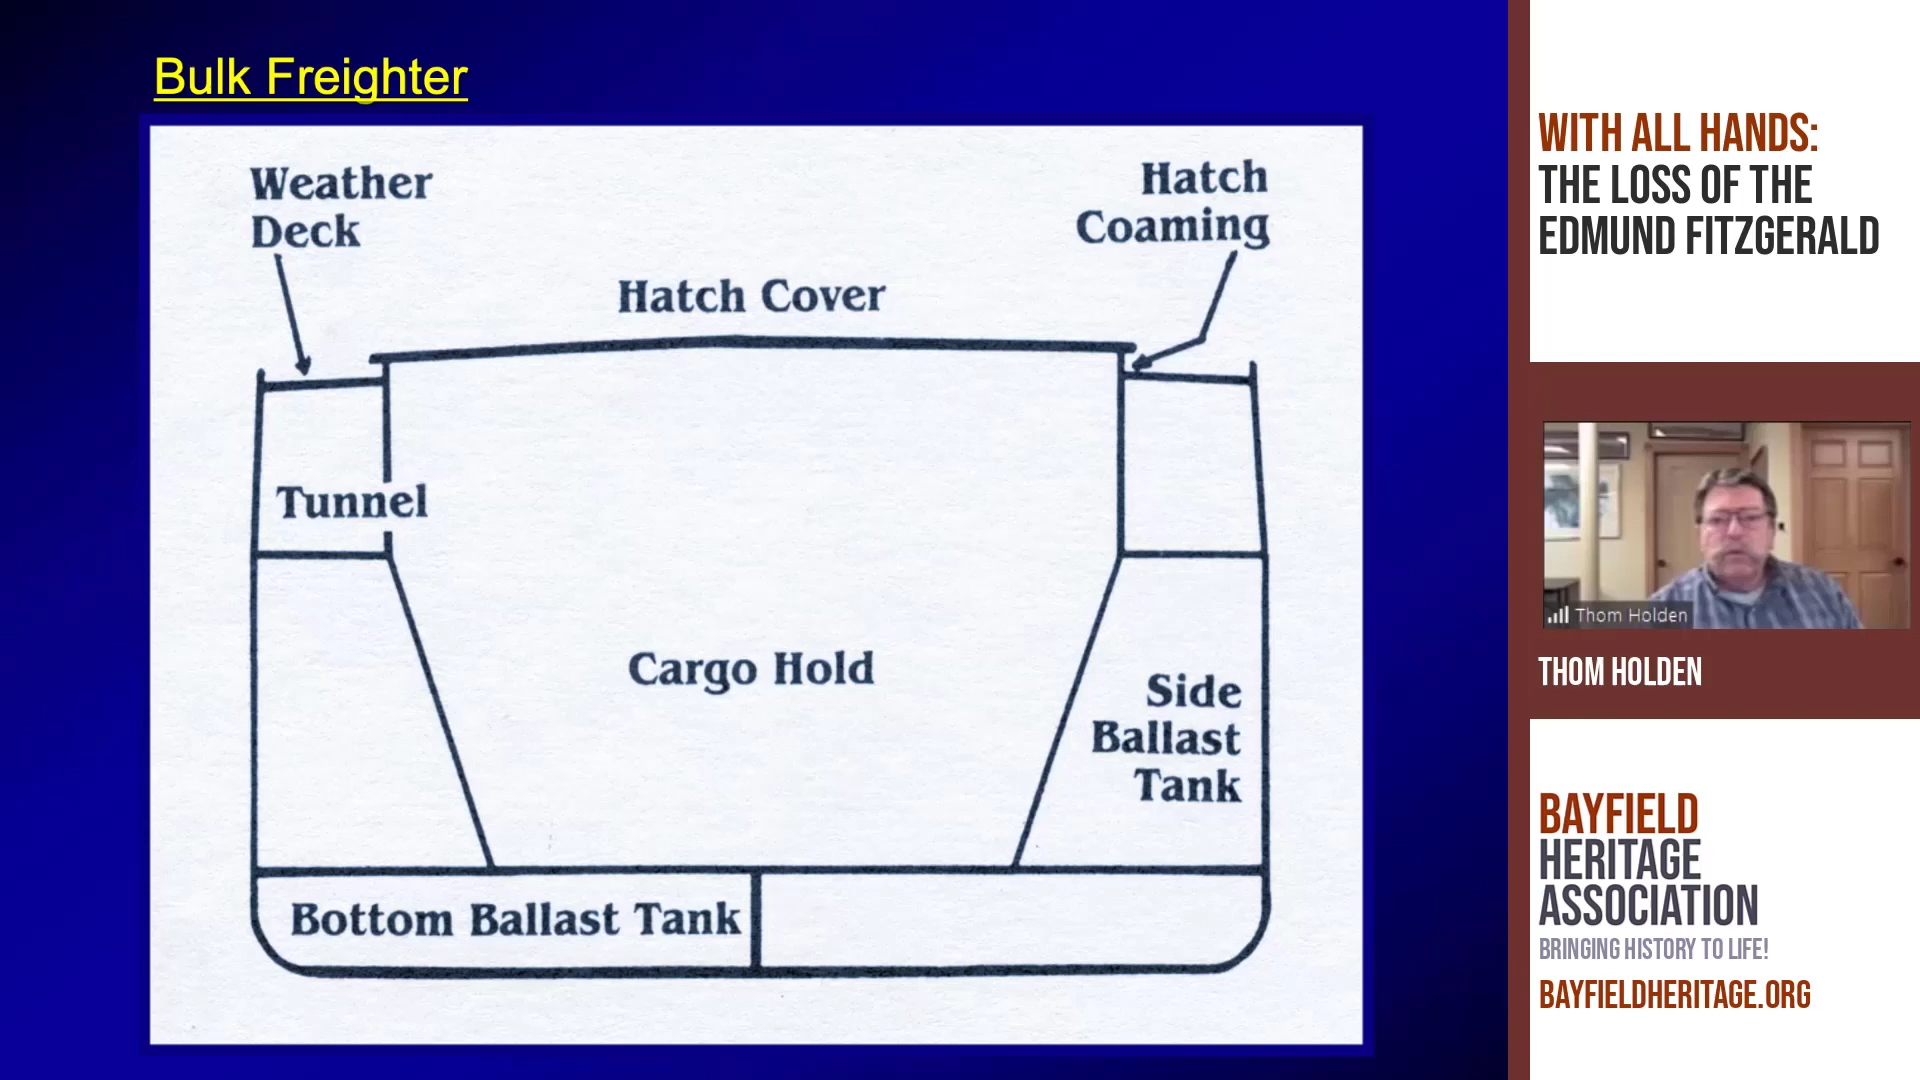 Bulk Freighter
Weather
Deck
Hatch
Coaming
Hatch Cover
Tunnel
Cargo Hold
Side
Ballast
Tank
Bottom Ballast Tank
WITH ALL HANDS:
THE LOSS OF THE
EDMUND FITZGERALD
Thom Holden
THOM HOLDEN
BAYFIELD
HERITAGE
ASSOCIATION
BRINGING HISTORY TO LIFE!
BAYFIELDHERITAGE.ORG